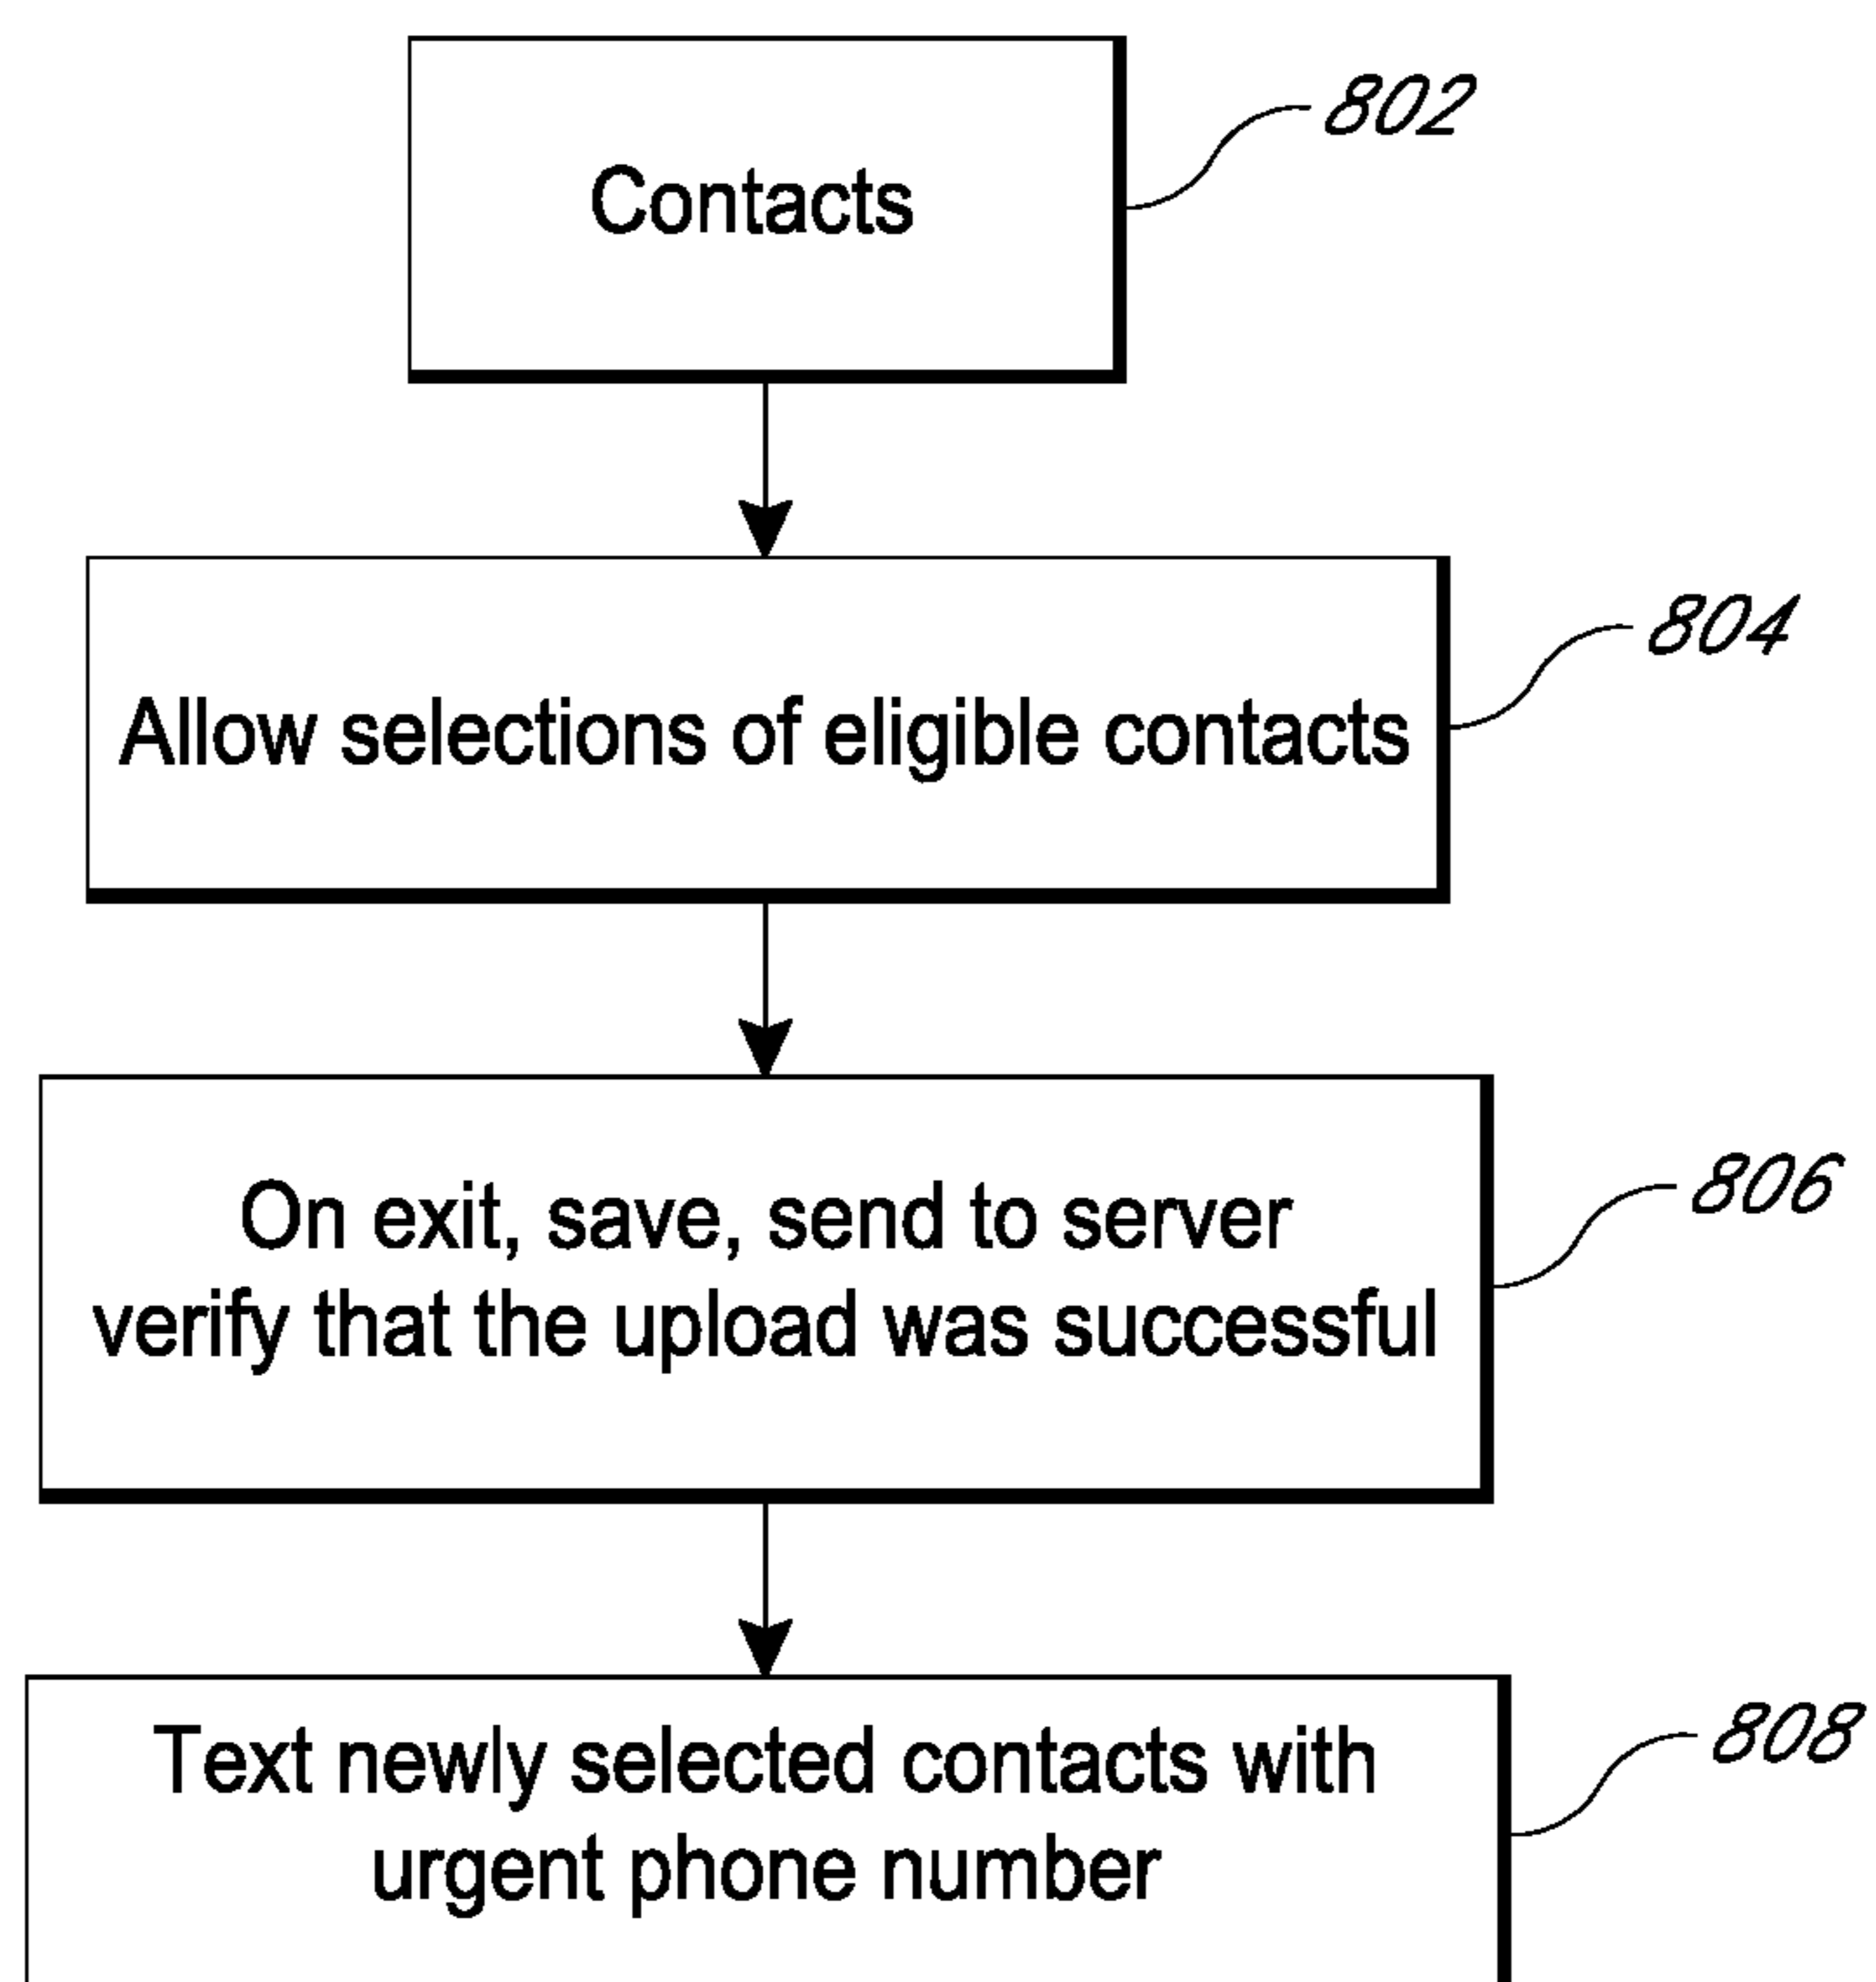 Contacts
802
Allow selections of eligible contacts
804
On exit, save, send to server
verify that the upload was successful
806
Text newly selected contacts with
urgent phone number
808